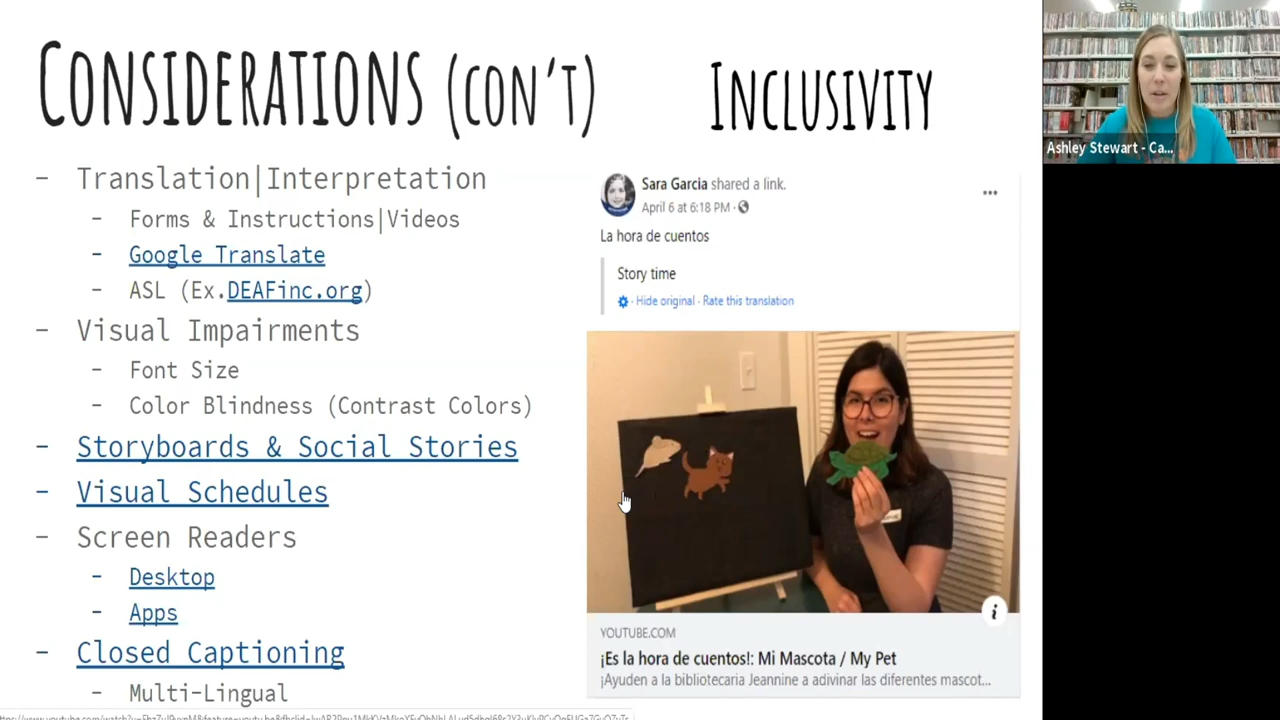 CONSIDERATIONS (CON'T)
INCLUSIVITY
- Translation|Interpretation
- Forms & Instructions|Videos
- Google Translate
- ASL (Ex.DEAFinc.org)
- Visual Impairments
- Font Size
- Color Blindness (Contrast Colors)
- Storyboards & Social Stories
- Visual Schedules
- Screen Readers
- Desktop
- Apps
- Closed Captioning
- Multi-Lingual
Sara Garcia shared a link.
April 6 at 6:18 PM ·
La hora de cuentos
Story time
· Hide original · Rate this translation
YOUTUBE.COM
¡Es la hora de cuentos!: Mi Mascota / My Pet
¡Ayuden a la bibliotecaria Jeannine a adivinar las diferentes mascot...
Ashley Stewart - Ca...